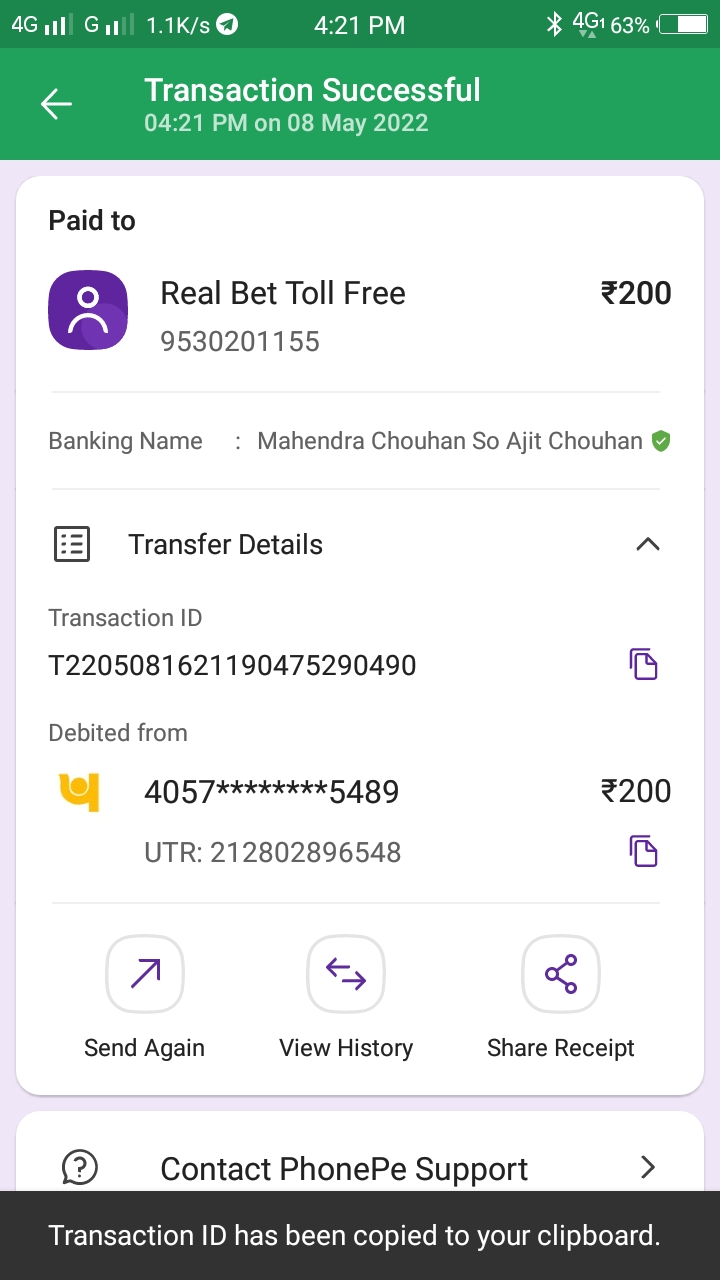 4G G 1.1K/s 4:21 PM 4G1 63%
Transaction Successful
04:21 PM on 08 May 2022
Paid to
Real Bet Toll Free ₹200
9530201155
Banking Name : Mahendra Chouhan So Ajit Chouhan
Transfer Details
Transaction ID
T2205081621190475290490
Debited from
4057********5489 ₹200
UTR: 212802896548
Send Again View History Share Receipt
Contact PhonePe Support
Transaction ID has been copied to your clipboard.